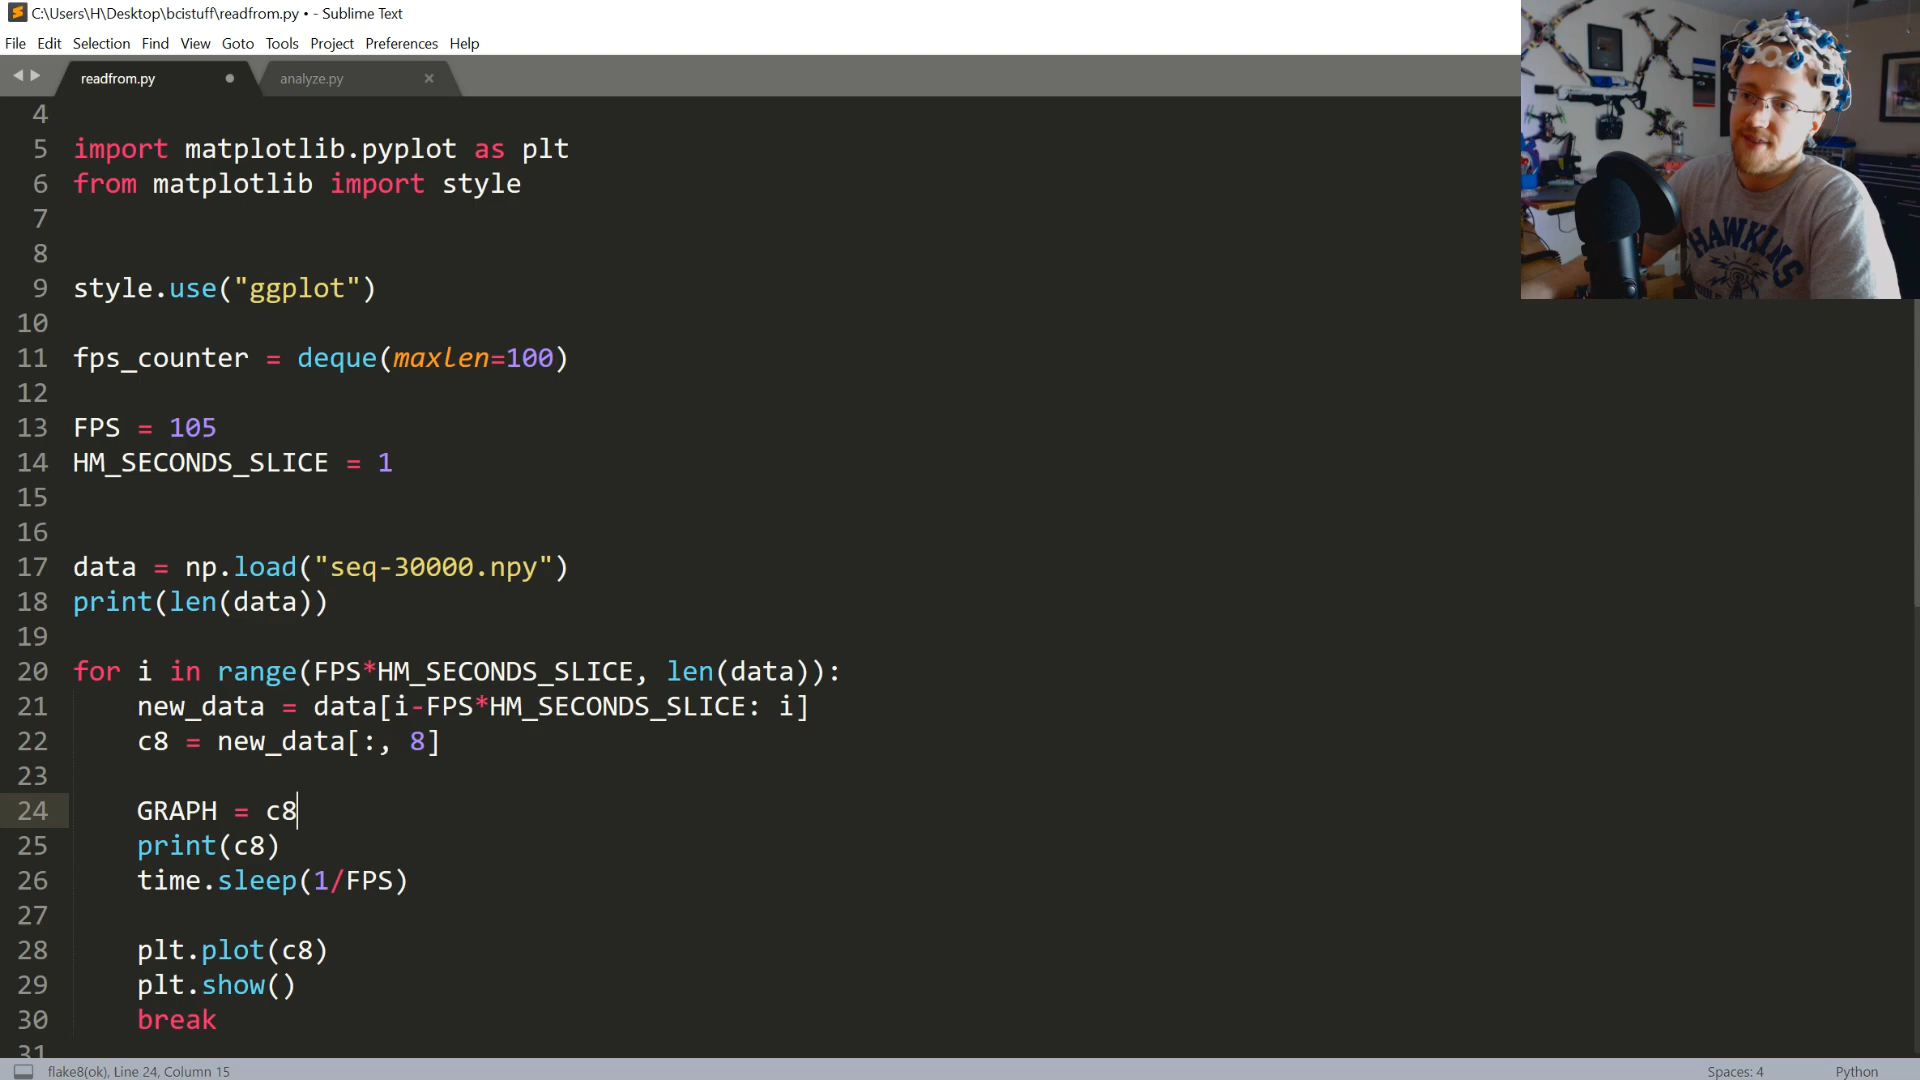 C:\Users\H\Desktop\bcistuff\readfrom.py • - Sublime Text
File Edit Selection Find View Goto Tools Project Preferences Help
readfrom.py analyze.py
4
5 import matplotlib.pyplot as plt
6 from matplotlib import style
7
8
9 style.use("ggplot")
10
11 fps_counter = deque(maxlen=100)
12
13 FPS = 105
14 HM_SECONDS_SLICE = 1
15
16
17 data = np.load("seq-30000.npy")
18 print(len(data))
19
20 for i in range(FPS*HM_SECONDS_SLICE, len(data)):
21 new_data = data[i-FPS*HM_SECONDS_SLICE: i]
22 c8 = new_data[:, 8]
23
24 GRAPH = c8
25 print(c8)
26 time.sleep(1/FPS)
27
28 plt.plot(c8)
29 plt.show()
30 break
31
flake8(ok), Line 24, Column 15 Spaces: 4 Python
HAWKINS